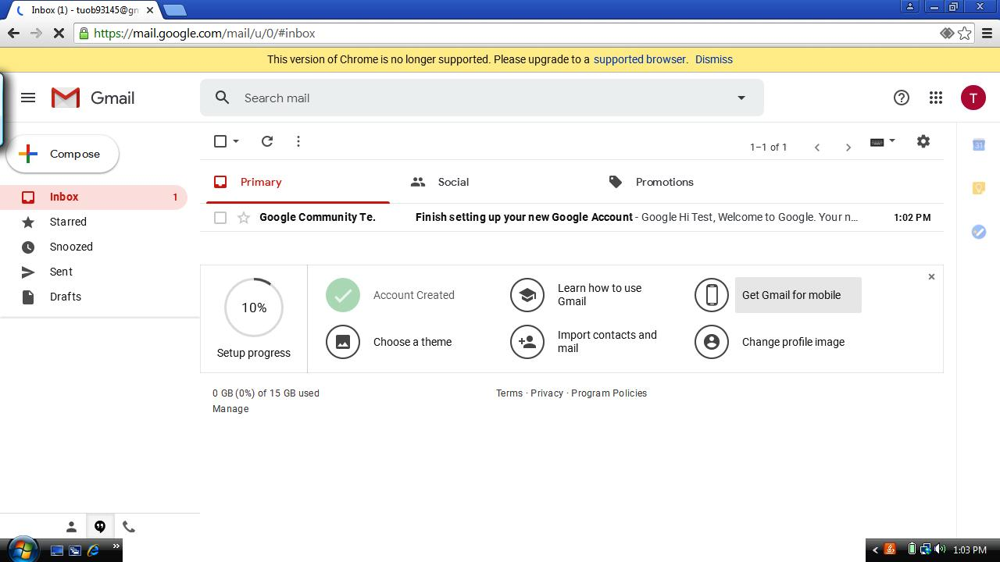 Inbox (1) - tuob93145@gn
https://mail.google.com/mail/u/0/#inbox
This version of Chrome is no longer supported. Please upgrade to a supported browser. Dismiss
Gmail
Search mail
T
Compose
1–1 of 1
31
Primary
Social
Promotions
Inbox 1
Starred
Snoozed
Sent
Drafts
Google Community Te. Finish setting up your new Google Account - Google Hi Test, Welcome to Google. Your n... 1:02 PM
10%
Setup progress
Account Created
Learn how to use
Gmail
Get Gmail for mobile
Choose a theme
Import contacts and
mail
Change profile image
0 GB (0%) of 15 GB used
Manage
Terms · Privacy · Program Policies
1:03 PM